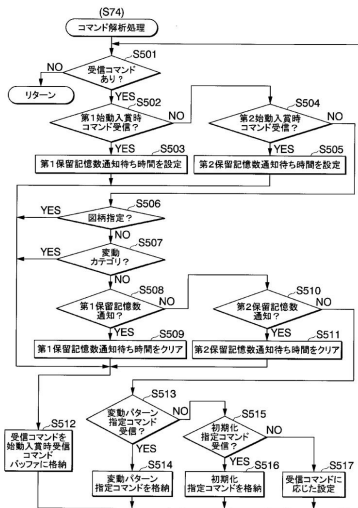 (S74)
コマンド解析処理
S501
受信コマンド
あり？
NO
YES
リターン
S502
第1始動入賞時
コマンド受信？
NO
YES
S504
第2始動入賞時
コマンド受信？
NO
YES
S503
第1保留記憶数通知待ち時間を設定
S505
第2保留記憶数通知待ち時間を設定
S506
図柄指定？
YES
NO
S507
変動
カテゴリ？
YES
NO
S508
第1保留記憶数
通知？
NO
YES
S510
第2保留記憶数
通知？
NO
YES
S509
第1保留記憶数通知待ち時間をクリア
S511
第2保留記憶数通知待ち時間をクリア
S512
受信コマンドを
始動入賞時受信
コマンド
バッファに格納
S513
変動パターン
指定コマンド
受信？
NO
YES
S515
初期化
指定コマンド
受信？
NO
YES
S514
変動パターン
指定コマンドを格納
S516
初期化
指定コマンドを格納
S517
受信コマンドに
応じた設定